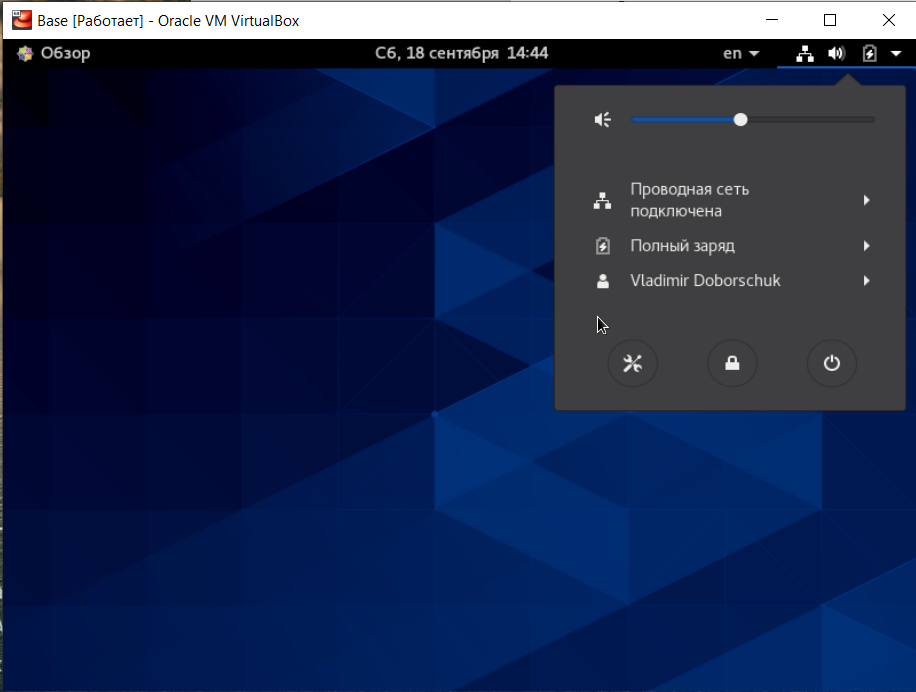 Base [Работает] - Oracle VM VirtualBox
Обзор
Сб, 18 сентября 14:44
en
Проводная сеть
подключена
Полный заряд
Vladimir Doborschuk